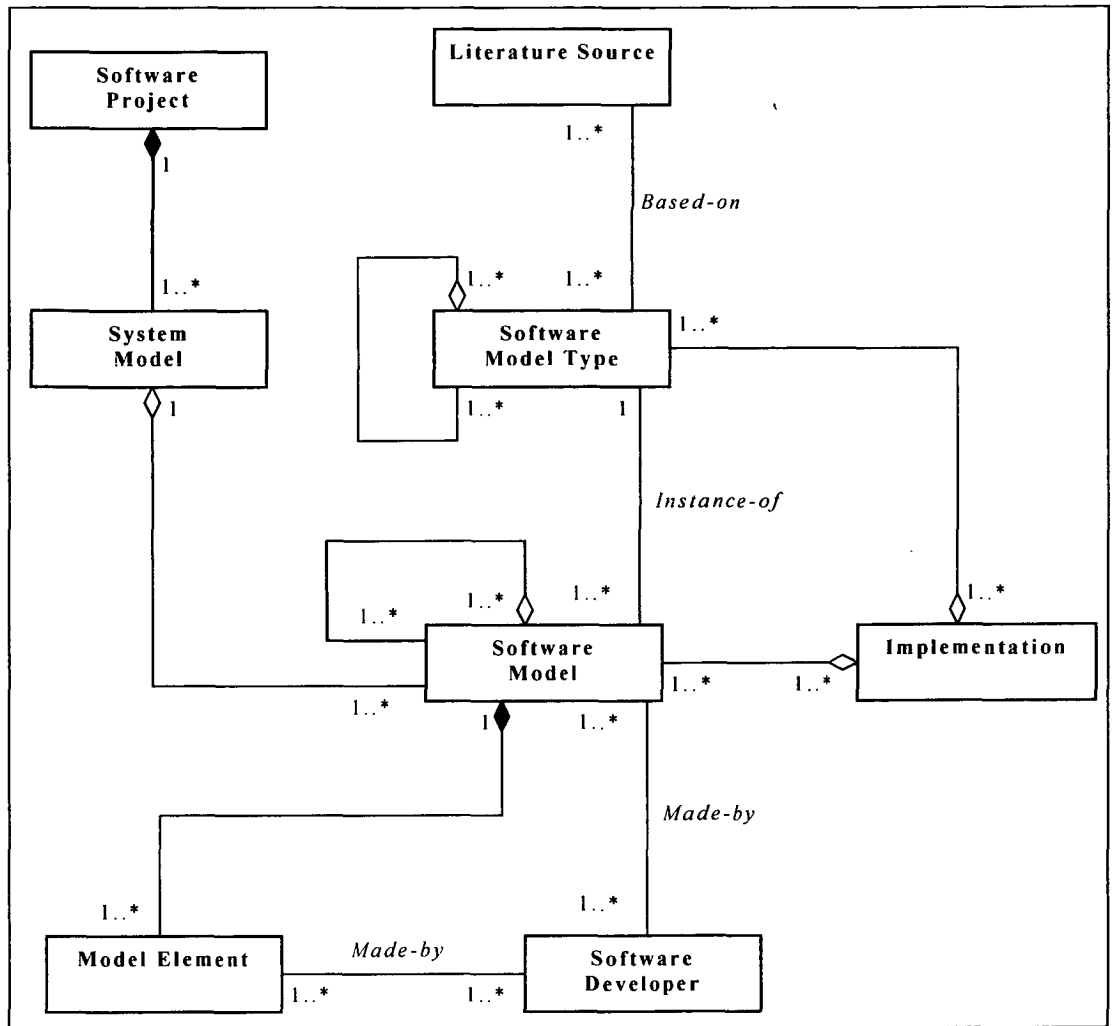 Literature Source
Software
Project
1..*
1
Based-on
1..*
1..*
1..*
System
Model
Software
Model Type
1..*
1
1..*
1
Instance-of
1..*
1..*
1..*
1..*
Software
Model
Implementation
1..*
1..*
1..*
1
1..*
Made-by
1..*
1..*
Model Element
Made-by
Software
Developer
1..*
1..*